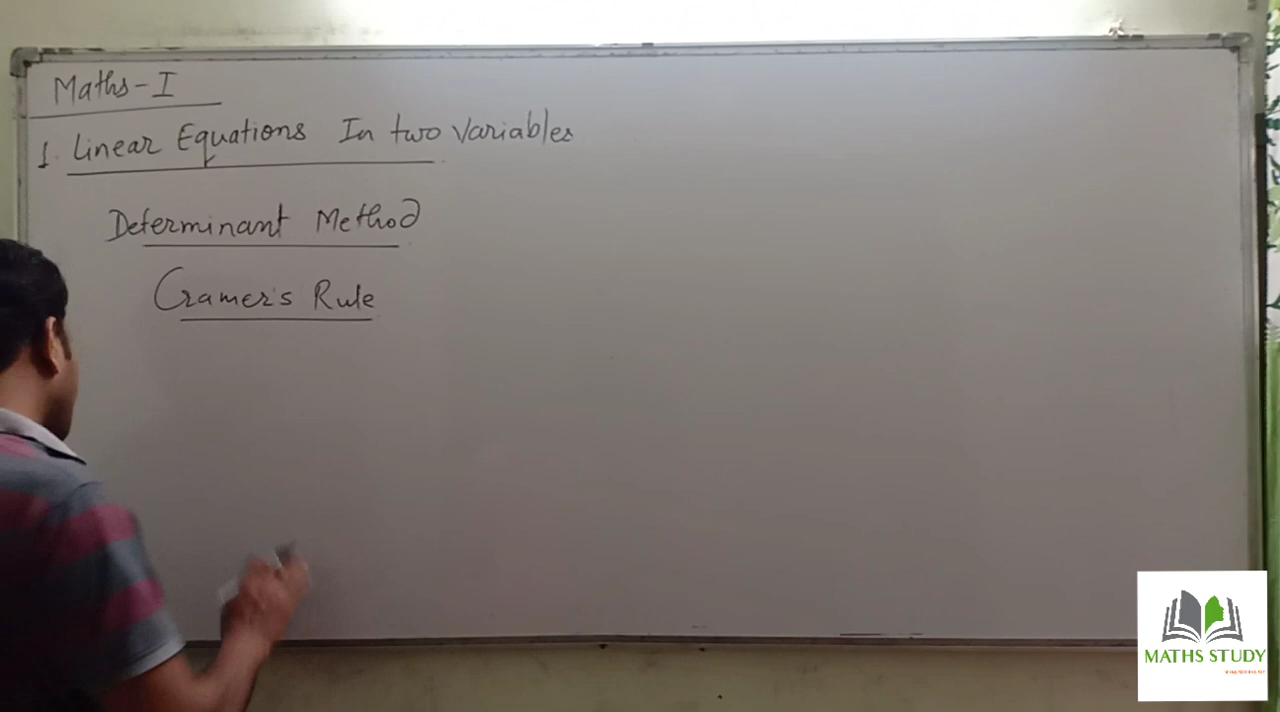 Maths-I
1. Linear Equations In two Variables
Determinant Method
Cramer's Rule
MATHS STUDY